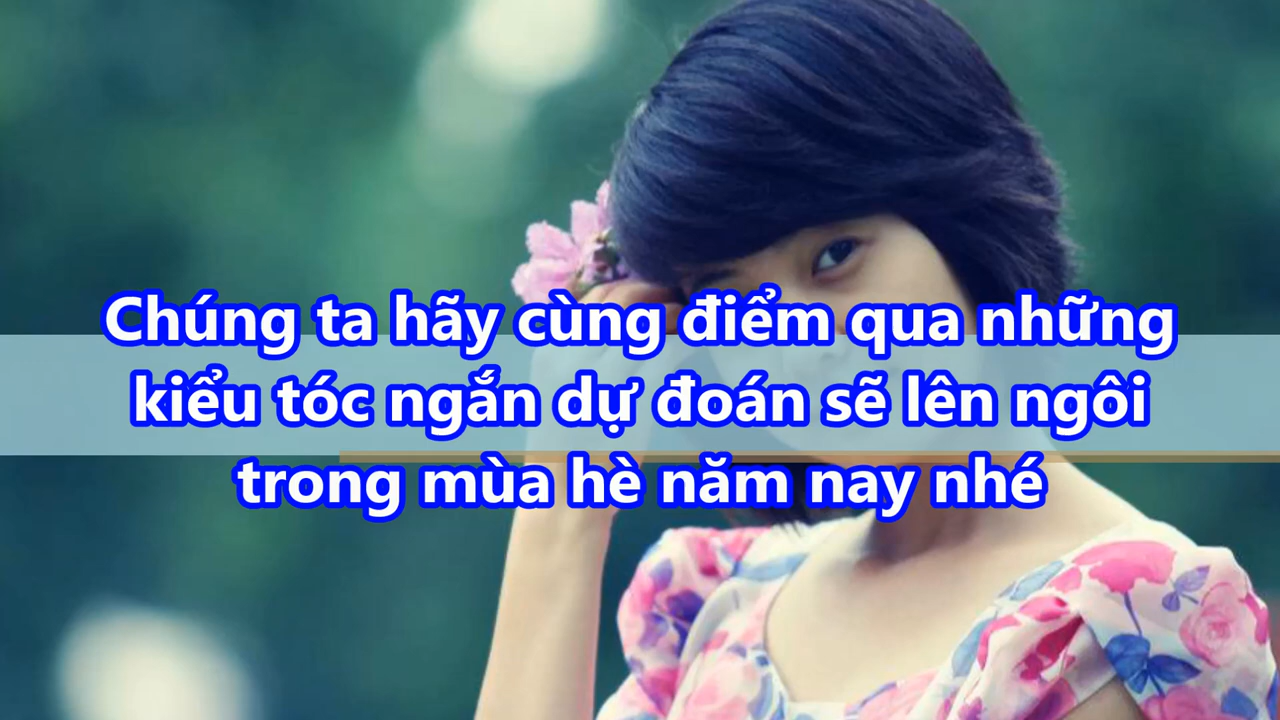 Chúng ta hãy cùng điểm qua những
kiểu tóc ngắn dự đoán sẽ lên ngôi
trong mùa hè năm nay nhé